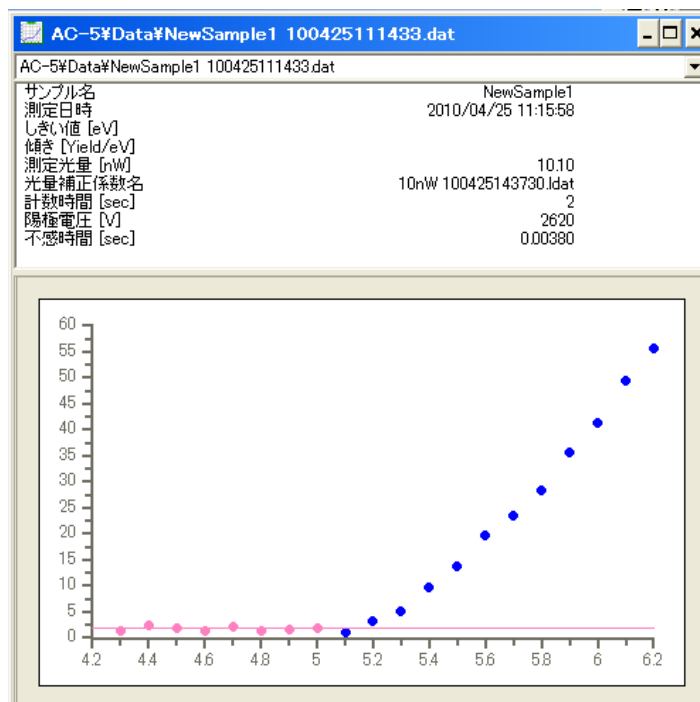 AC-5¥Data¥NewSample1 100425111433.dat
AC-5¥Data¥NewSample1 100425111433.dat
サンプル名 NewSample1
測定日時 2010/04/25 11:15:58
しきい値 [eV]
傾き [Yield/eV]
測定光量 [nW] 10.10
光量補正係数名 10nW 100425143730.ldat
計数時間 [sec] 2
陽極電圧 [V] 2620
不感時間 [sec] 0.00380
60
55
50
45
40
35
30
25
20
15
10
5
0
4.2 4.4 4.6 4.8 5 5.2 5.4 5.6 5.8 6 6.2